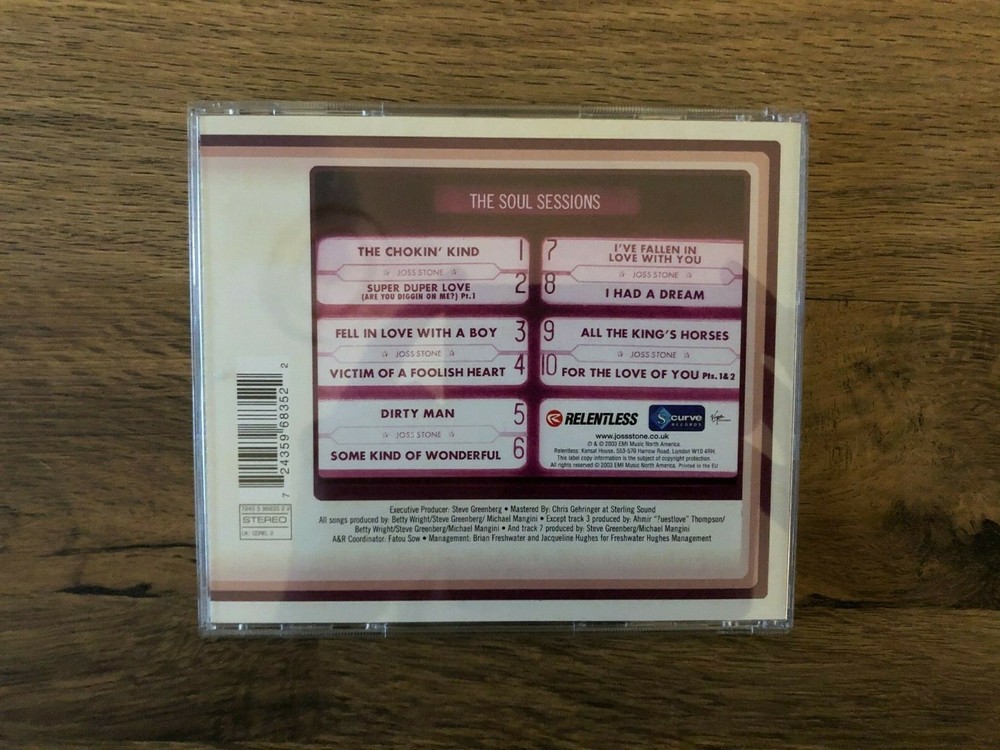 THE SOUL SESSIONS
THE CHOKIN' KIND 1
☆ JOSS STONE ☆
SUPER DUPER LOVE 2
(ARE YOU DIGGIN ON ME?) Pt. 1
FELL IN LOVE WITH A BOY 3
☆ JOSS STONE ☆
VICTIM OF A FOOLISH HEART 4
DIRTY MAN 5
☆ JOSS STONE ☆
SOME KIND OF WONDERFUL 6
7 I'VE FALLEN IN
LOVE WITH YOU
☆ JOSS STONE ☆
8 I HAD A DREAM
9 ALL THE KING'S HORSES
☆ JOSS STONE ☆
10 FOR THE LOVE OF YOU Pts. 1&2
RELENTLESS
S curve
RECORDS
Virgin
www.jossstone.co.uk
℗ & © 2003 EMI Music North America.
Relentless: Kensal House, 553-579 Harrow Road, London W10 4RH.
This label copyright information is the subject of copyright protection.
All rights reserved © 2003 EMI Music North America. Printed in the EU
7 24359 68352 2
STEREO
Executive Producer: Steve Greenberg • Mastered By: Chris Gehringer at Sterling Sound
All songs produced by: Betty Wright/Steve Greenberg/ Michael Mangini • Except track 3 produced by: Ahmir "?uestlove" Thompson/
Betty Wright/Steve Greenberg/Michael Mangini • And track 7 produced by: Steve Greenberg/Michael Mangini
A&R Coordinator: Fatou Sow • Management: Brian Freshwater and Jacqueline Hughes for Freshwater Hughes Management